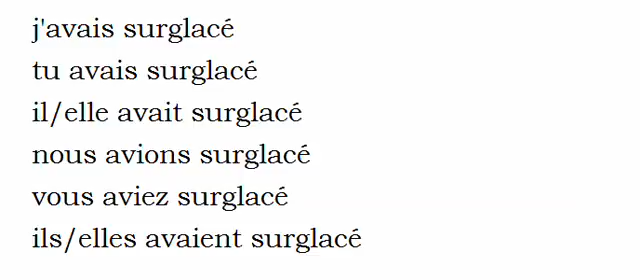 j'avais surglacé
tu avais surglacé
il/elle avait surglacé
nous avions surglacé
vous aviez surglacé
ils/elles avaient surglacé